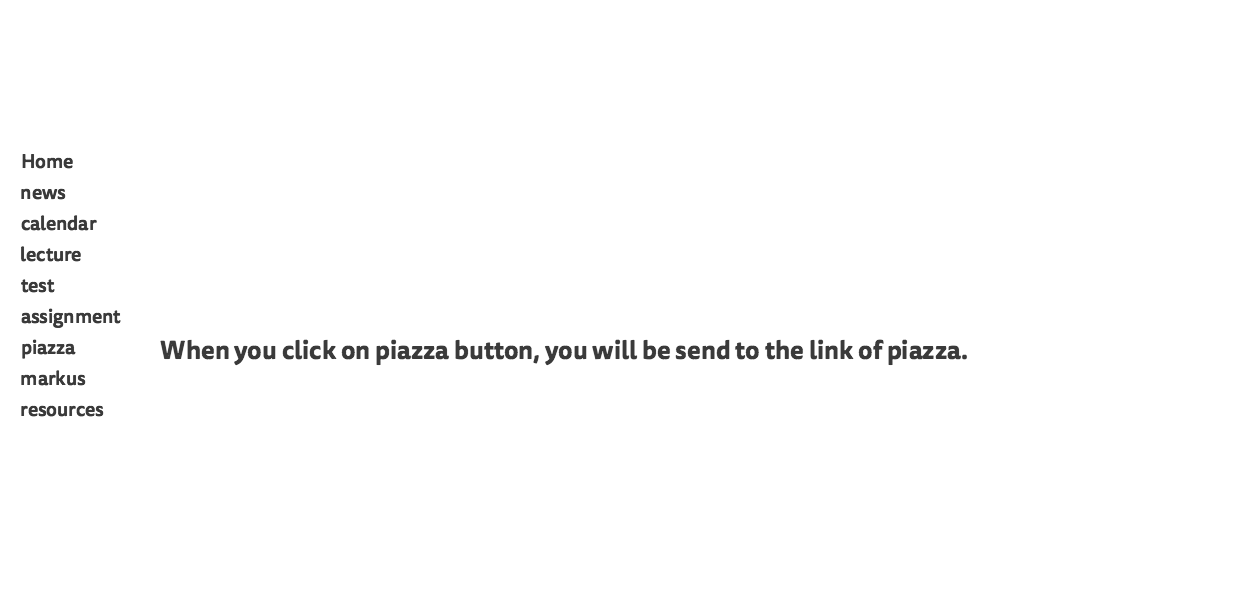 Home
news
calendar
lecture
test
assignment
piazza
When you click on piazza button, you will be send to the link of piazza.
markus
resources